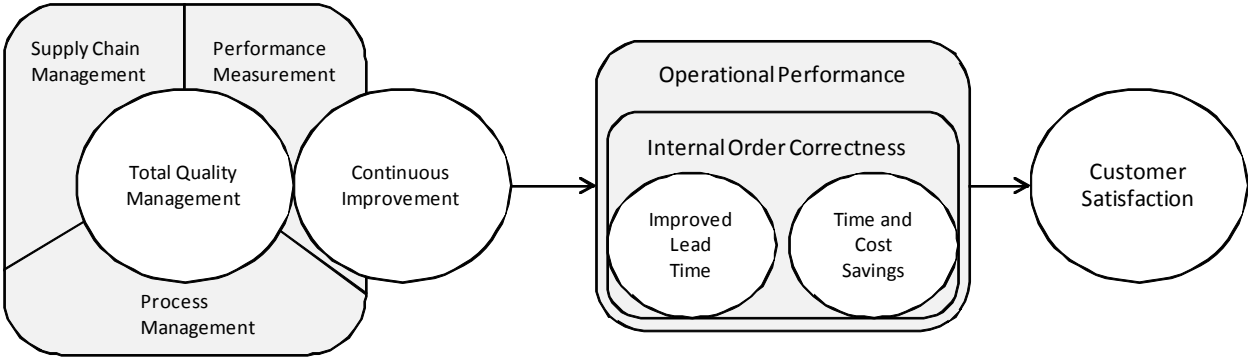 Supply Chain
Management
Performance
Measurement
Total Quality
Management
Continuous
Improvement
Process
Management
Operational Performance
Internal Order Correctness
Improved
Lead
Time
Time and
Cost
Savings
Customer
Satisfaction